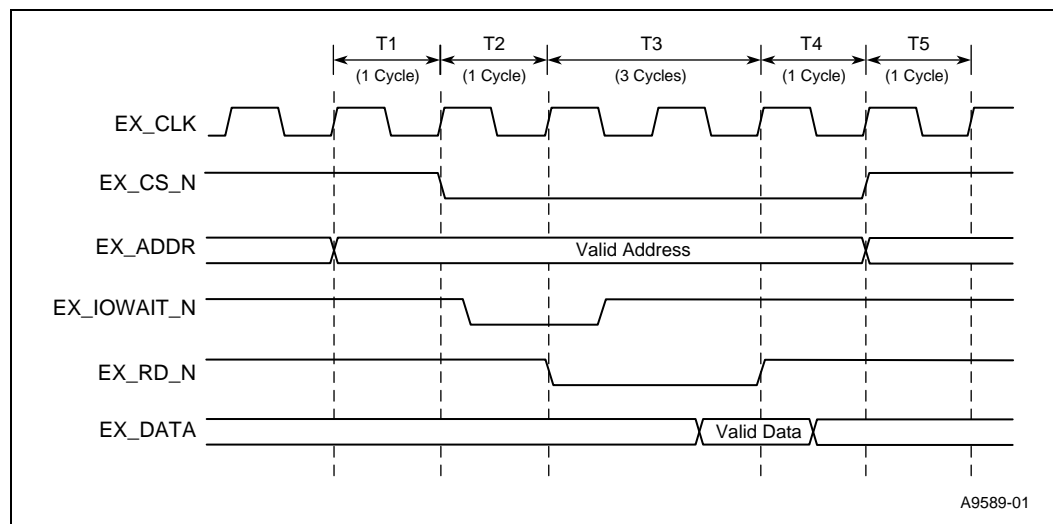 T1 T2 T3 T4 T5
(1 Cycle) (1 Cycle) (3 Cycles) (1 Cycle) (1 Cycle)
EX_CLK
EX_CS_N
EX_ADDR Valid Address
EX_IOWAIT_N
EX_RD_N
EX_DATA Valid Data
A9589-01